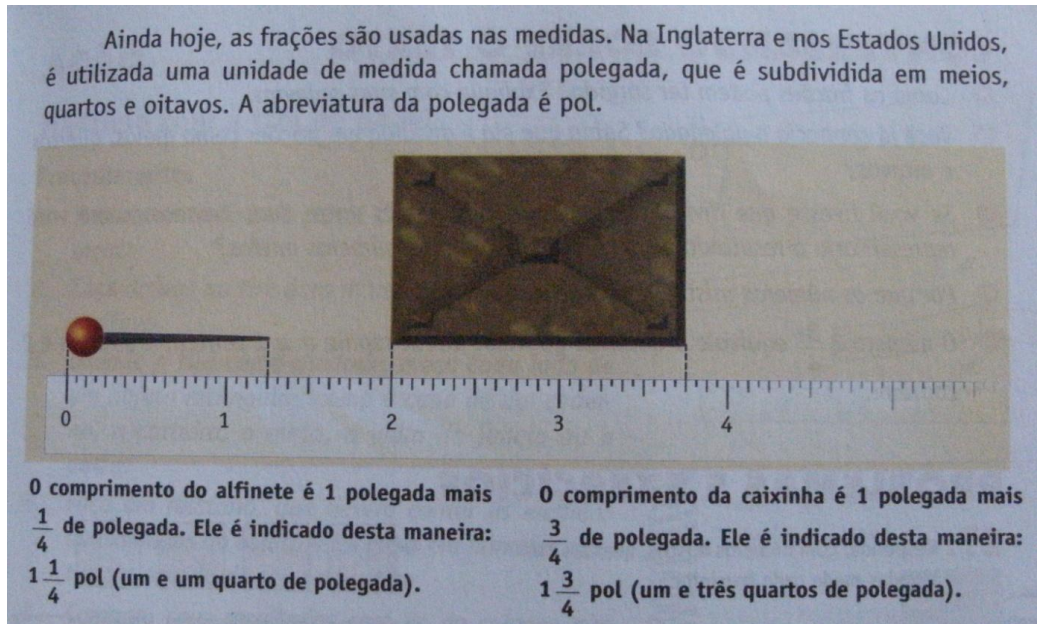 Ainda hoje, as frações são usadas nas medidas. Na Inglaterra e nos Estados Unidos,
é utilizada uma unidade de medida chamada polegada, que é subdividida em meios,
quartos e oitavos. A abreviatura da polegada é pol.
0 1 2 3 4
O comprimento do alfinete é 1 polegada mais
1/4 de polegada. Ele é indicado desta maneira:
1 1/4 pol (um e um quarto de polegada).
O comprimento da caixinha é 1 polegada mais
3/4 de polegada. Ele é indicado desta maneira:
1 3/4 pol (um e três quartos de polegada).